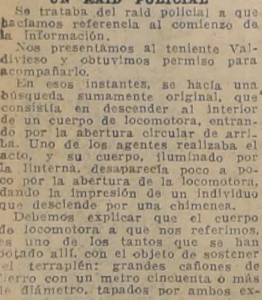 UN RAID POLICIAL
Se trataba del raid policial a que
hacíamos referencia al comienzo de
la Información.
Nos presentamos al teniente Val-
divieso y obtuvimos permiso para
acompañarlo.
En esos instantes, se hacía una
búsqueda sumamente original, que
consistía en descender al interior
de un cuerpo de locomotora, entran-
do por la abertura circular de arri-
ba. Uno de los agentes realizaba el
acto, y su cuerpo, iluminado por
la linterna, desaparecía poco a po-
co por la abertura de la locomotora,
dando la impresión de un individuo
que desciende por una chimenea.
Debemos explicar que el cuerpo
de locomotora a que nos referimos,
es uno de los tantos que se han
botado allí, con el objeto de sostener
el terraplén: grandes cañones de
fierro con un metro cincuenta o más
de diámetro, tapados por ambos ex-